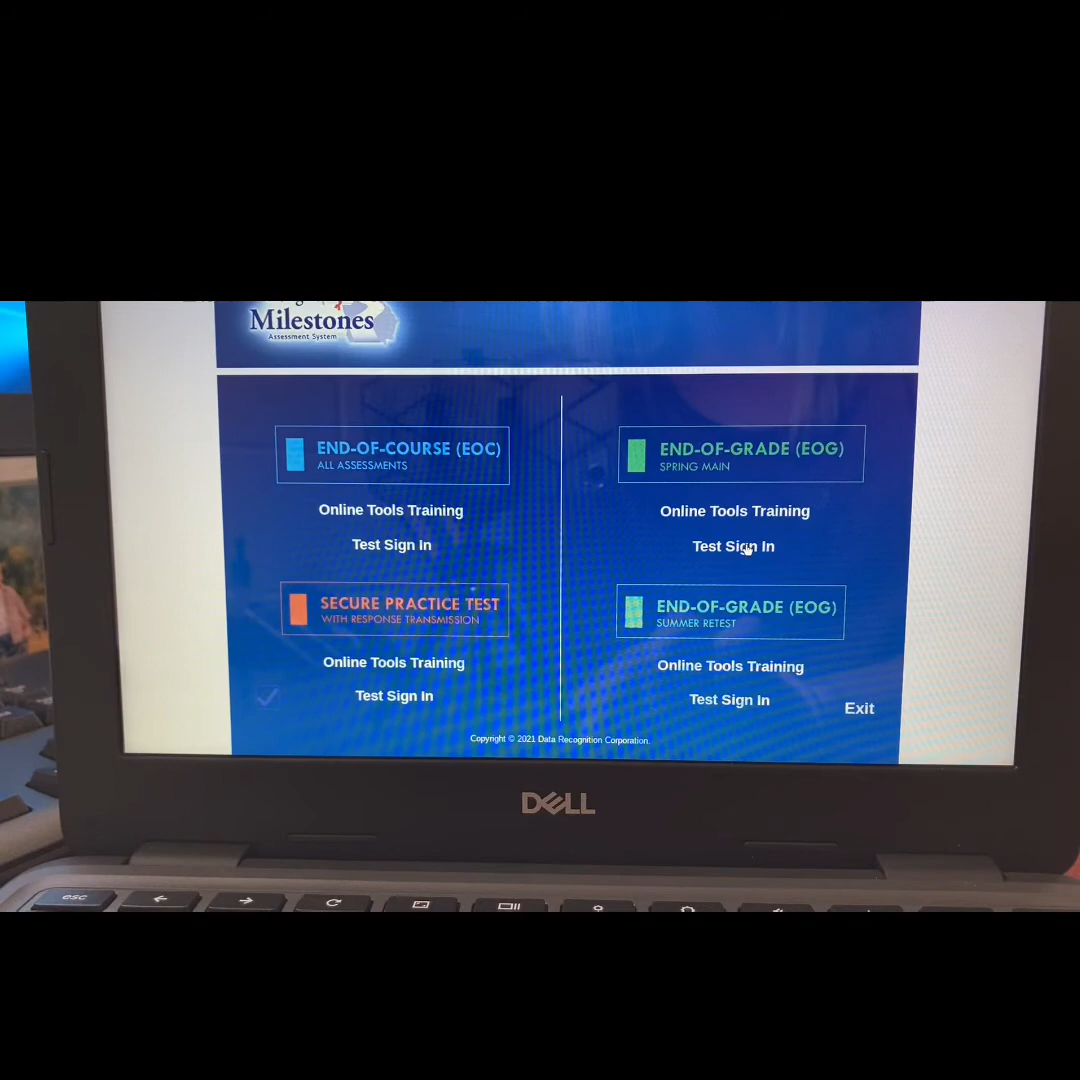 Milestones
Assessment System
END-OF-COURSE (EOC)
ALL ASSESSMENTS
Online Tools Training
Test Sign In
END-OF-GRADE (EOG)
SPRING MAIN
Online Tools Training
Test Sign In
SECURE PRACTICE TEST
WITH RESPONSE TRANSMISSION
Online Tools Training
Test Sign In
END-OF-GRADE (EOG)
SUMMER RETEST
Online Tools Training
Test Sign In
Exit
Copyright © 2021 Data Recognition Corporation.
DELL
esc